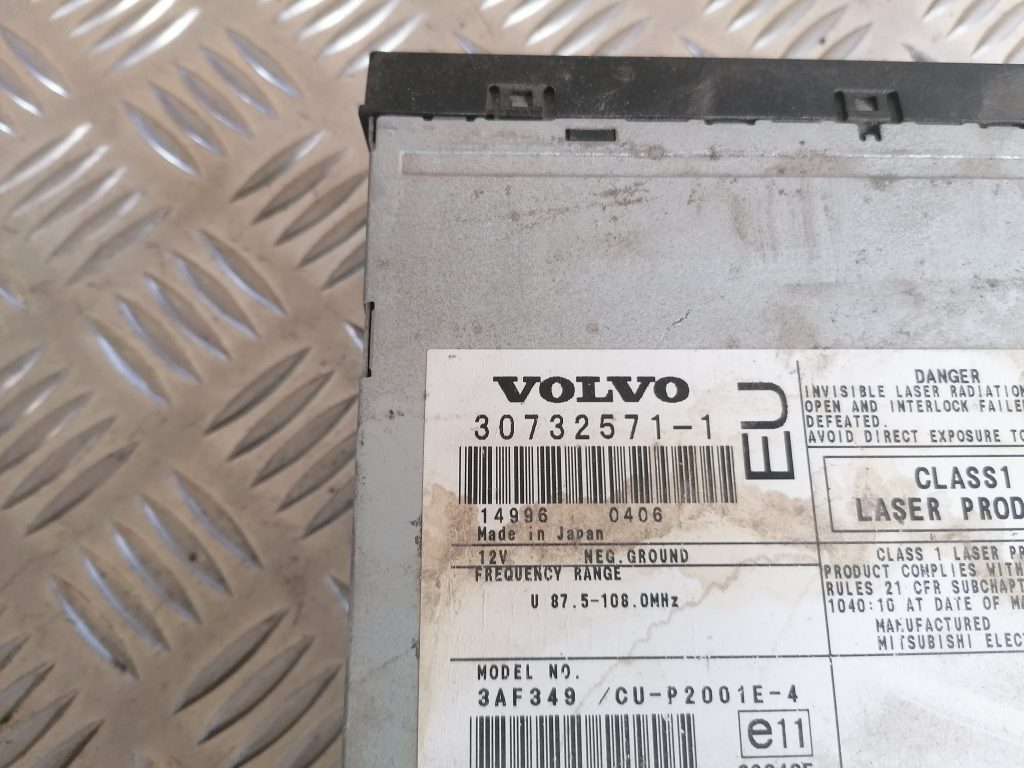 VOLVO
30732571-1
EU
14996 0406
Made in Japan
12V NEG.GROUND
FREQUENCY RANGE
U 87.5-108.0MHz
MODEL NO.
3AF349 /CU-P2001E-4
e11
DANGER
INVISIBLE LASER RADIATION
OPEN AND INTERLOCK FAILE
DEFEATED.
AVOID DIRECT EXPOSURE TO
CLASS1
LASER PROD
CLASS 1 LASER PR
PRODUCT COMPLIES WITH
RULES 21 CFR SUBCHAPT
1040:10 AT DATE OF M
MANUFACTURED
MITSUBISHI ELECT